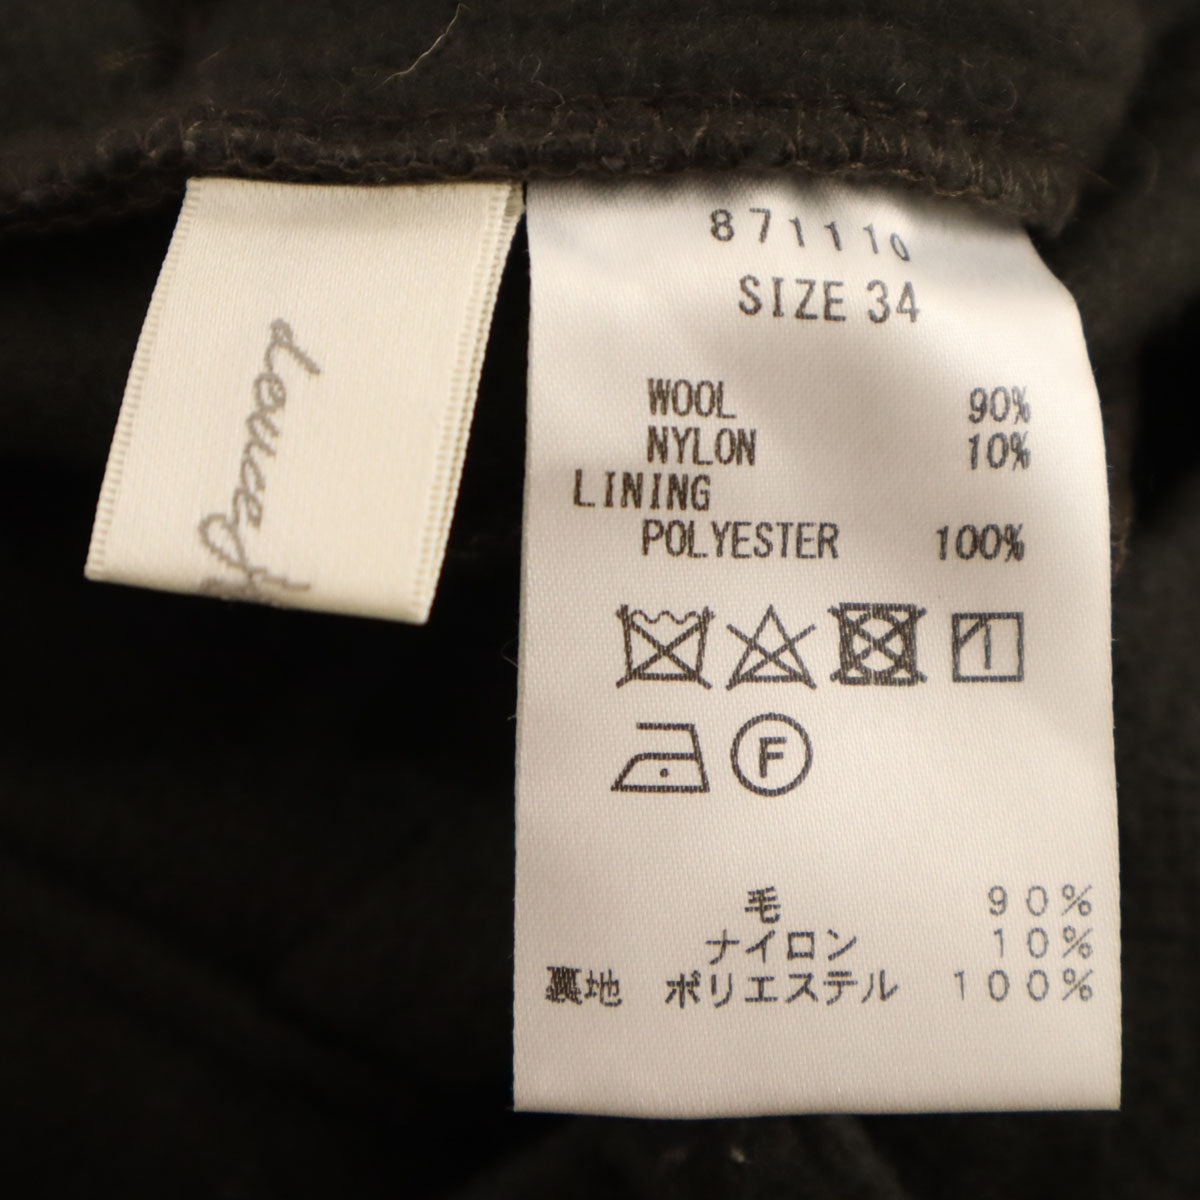 871110
SIZE 34
WOOL 90%
NYLON 10%
LINING
POLYESTER 100%
F
毛 90%
ナイロン 10%
裏地 ポリエステル 100%